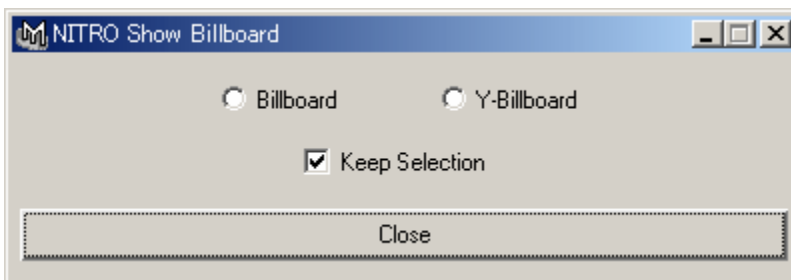 NITRO Show Billboard
Billboard Y-Billboard
Keep Selection
Close